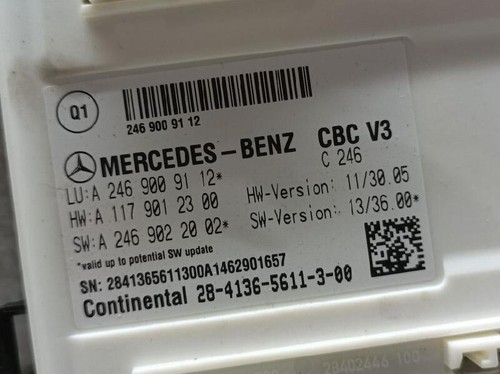 Q1
246 900 91 12
MERCEDES-BENZ CBC V3
C 246
LU:A 246 900 91 12*
HW:A 117 901 23 00 HW-Version: 11/30.05
SW:A 246 902 20 02* SW-Version: 13/36.00*
*valid up to potential SW update
SN: 2841365611300A1462901657
Continental 28-4136-5611-3-00
28402446 100